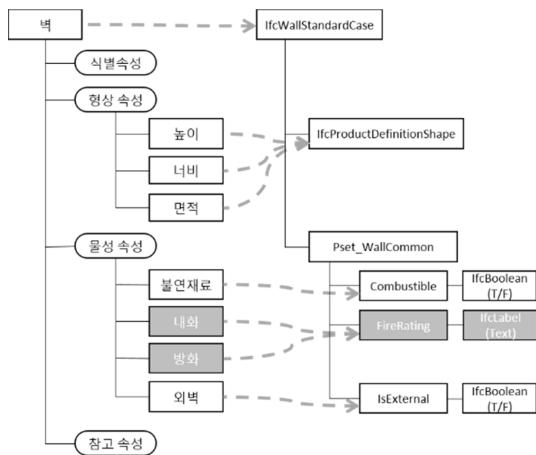 벽
IfcWallStandardCase
식별속성
형상 속성
높이
IfcProductDefinitionShape
너비
면적
물성 속성
Pset_WallCommon
불연재료
Combustible
IfcBoolean
(T/F)
내화
FireRating
IfcLabel
(Text)
방화
외벽
IsExternal
IfcBoolean
(T/F)
참고 속성